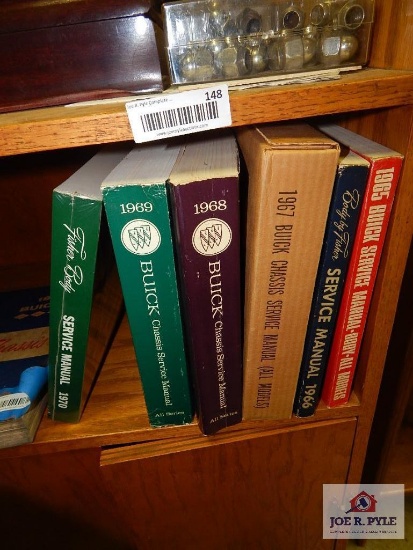 148
Fisher Body
SERVICE MANUAL 1970
1969
BUICK
Chassis Service Manual
All Series
1968
BUICK
Chassis Service Manual
All Series
1967 BUICK CHASSIS SERVICE MANUAL (ALL MODELS)
Body by Fisher
SERVICE MANUAL 1966
1965 BUICK SERVICE MANUAL-BODY-ALL MODELS
JOE R. PYLE